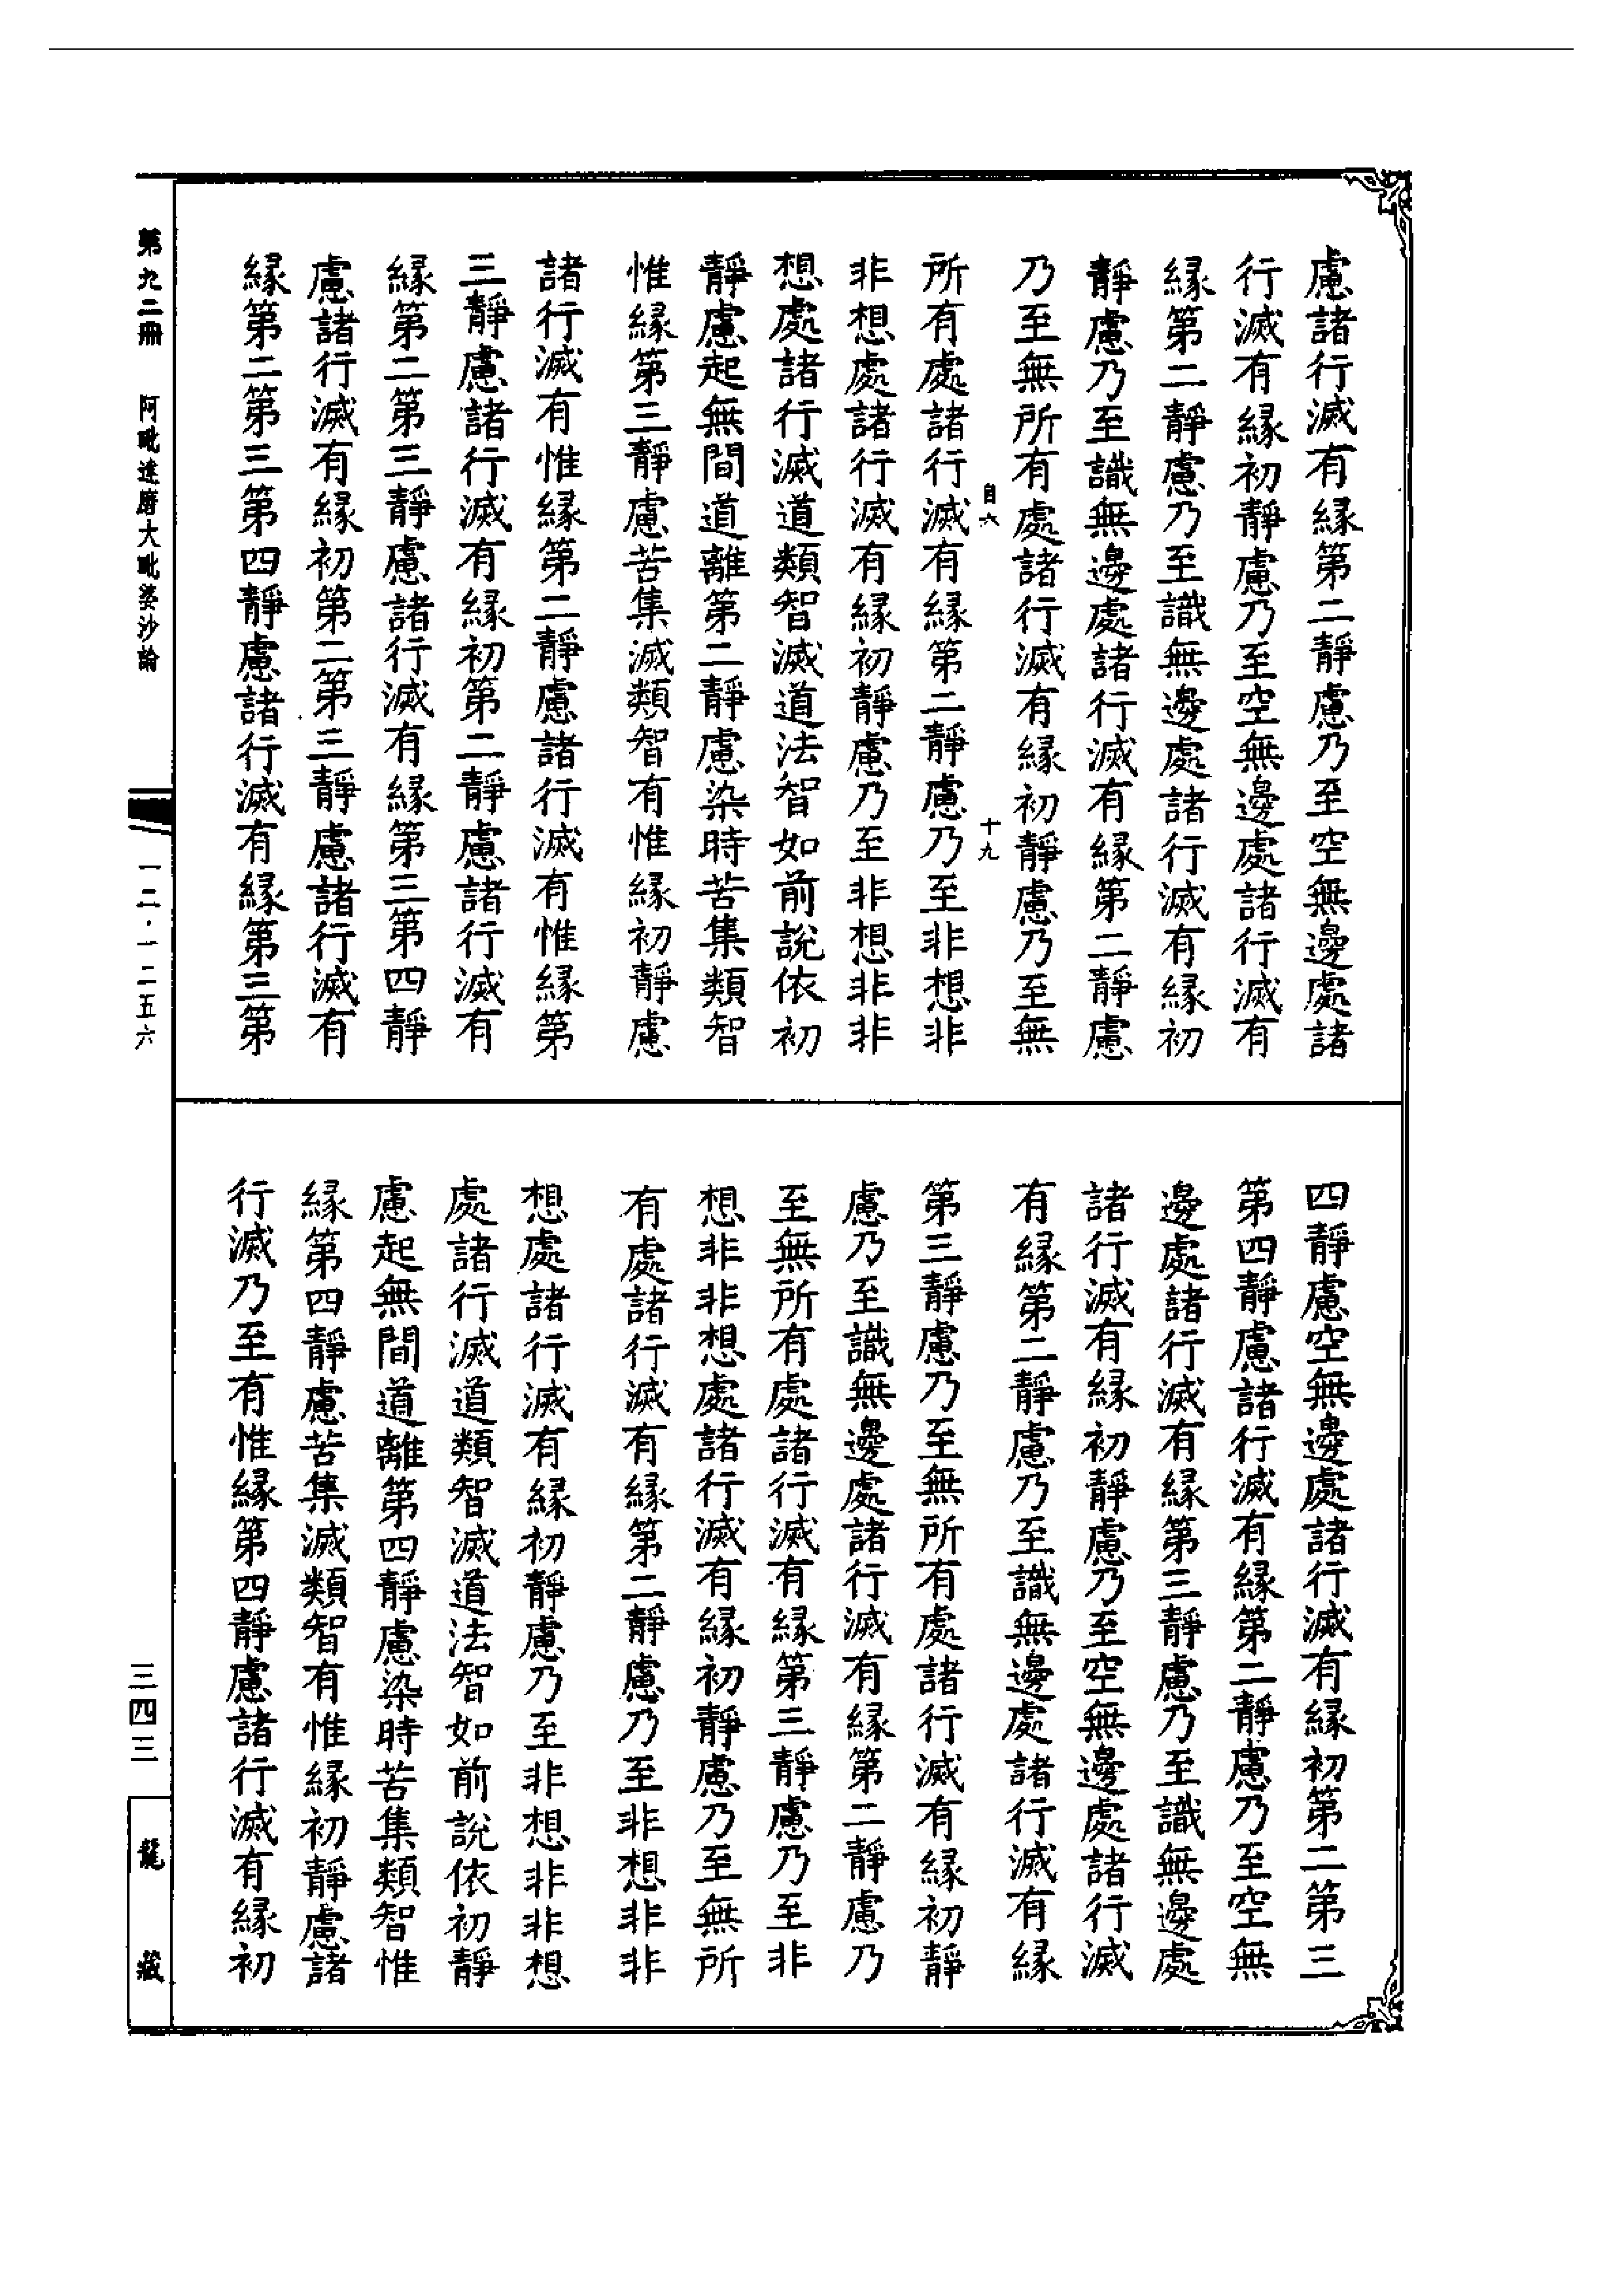 慮諸行滅有緣第二靜慮乃至空無邊處諸
行滅有緣初靜慮乃至空無邊處諸行滅有
緣第二靜慮乃至識無邊處諸行滅有緣初
靜慮乃至識無邊處諸行滅有緣第二靜慮
乃至無所有處諸行滅有緣初靜慮乃至無
自六 十九
所有處諸行滅有緣第二靜慮乃至非想非
非想處諸行滅有緣初靜慮乃至非想非非
想處諸行滅道類智滅道法智如前說依初
靜慮起無間道離第二靜慮染時苦集類智
惟緣第三靜慮苦集滅類智有惟緣初靜慮
諸行滅有惟緣第二靜慮諸行滅有惟緣第
三靜慮諸行滅有緣初第二靜慮諸行滅有
緣第二第三靜慮諸行滅有緣第三第四靜
慮諸行滅有緣初第二第三靜慮諸行滅有
緣第二第三第四靜慮諸行滅有緣第三第
四靜慮空無邊處諸行滅有緣初第二第三
第四靜慮諸行滅有緣第二靜慮乃至空無
邊處諸行滅有緣第三靜慮乃至識無邊處
諸行滅有緣初靜慮乃至空無邊處諸行滅
有緣第二靜慮乃至識無邊處諸行滅有緣
第三靜慮乃至無所有處諸行滅有緣初靜
慮乃至識無邊處諸行滅有緣第二靜慮乃
至無所有處諸行滅有緣第三靜慮乃至非
想非非想處諸行滅有緣初靜慮乃至無所
有處諸行滅有緣第二靜慮乃至非想非非
想處諸行滅有緣初靜慮乃至非想非非想
處諸行滅道類智滅道法智如前說依初靜
慮起無間道離第四靜慮染時苦集類智惟
緣第四靜慮苦集滅類智有惟緣初靜慮諸
行滅乃至有惟緣第四靜慮諸行滅有緣初
第九二冊 阿毗達磨大毗婆沙論 一二·一二五六 三四三 龍藏